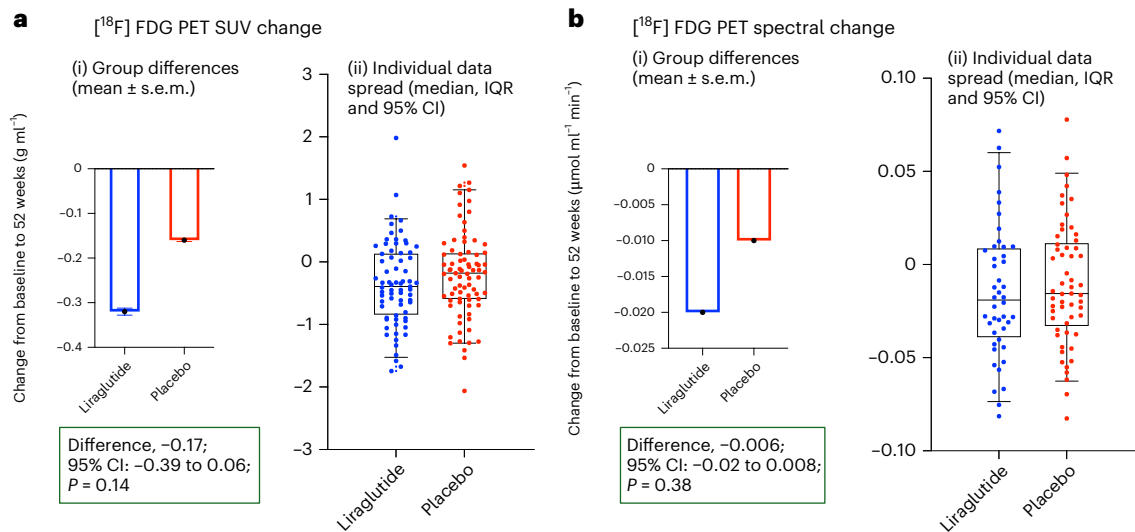 a
[¹⁸F] FDG PET SUV change
(i) Group differences
(mean ± s.e.m.)
(ii) Individual data
spread (median, IQR
and 95% CI)
Change from baseline to 52 weeks (g ml⁻¹)
0
−0.1
−0.2
−0.3
−0.4
Liraglutide
Placebo
3
2
1
0
−1
−2
−3
Liraglutide
Placebo
Difference, −0.17;
95% CI: −0.39 to 0.06;
P = 0.14
b
[¹⁸F] FDG PET spectral change
(i) Group differences
(mean ± s.e.m.)
(ii) Individual data
spread (median, IQR
and 95% CI)
Change from baseline to 52 weeks (μmol ml⁻¹ min⁻¹)
0
−0.005
−0.010
−0.015
−0.020
−0.025
Liraglutide
Placebo
0.10
0.05
0
−0.05
−0.10
Liraglutide
Placebo
Difference, −0.006;
95% CI: −0.02 to 0.008;
P = 0.38